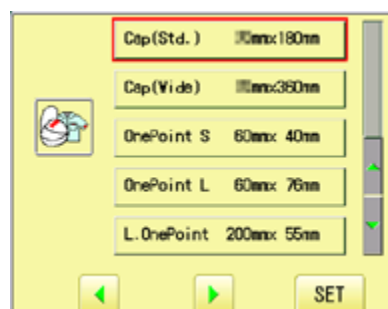 Cap(Std.) mmx180mm
Cap(Wide) mmx360mm
OnePoint S 60mmx 40mm
OnePoint L 60mmx 76mm
L.OnePoint 200mmx 55mm
SET